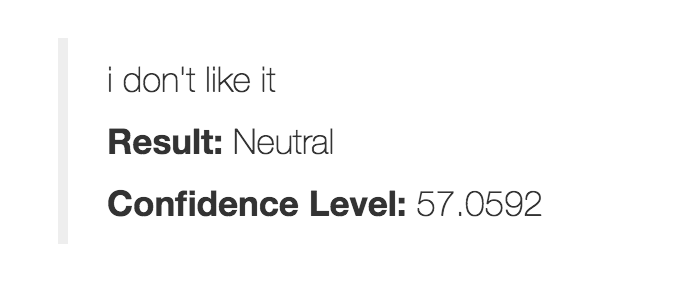 i don't like it
Result: Neutral
Confidence Level: 57.0592